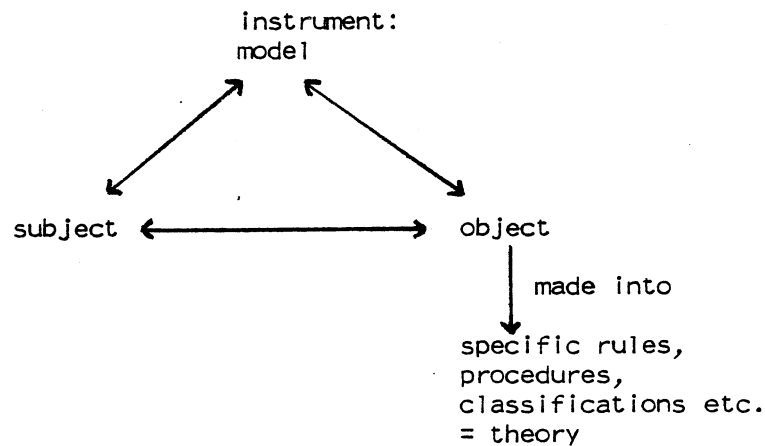 instrument:
model
subject
object
made into
specific rules,
procedures,
classifications etc.
= theory